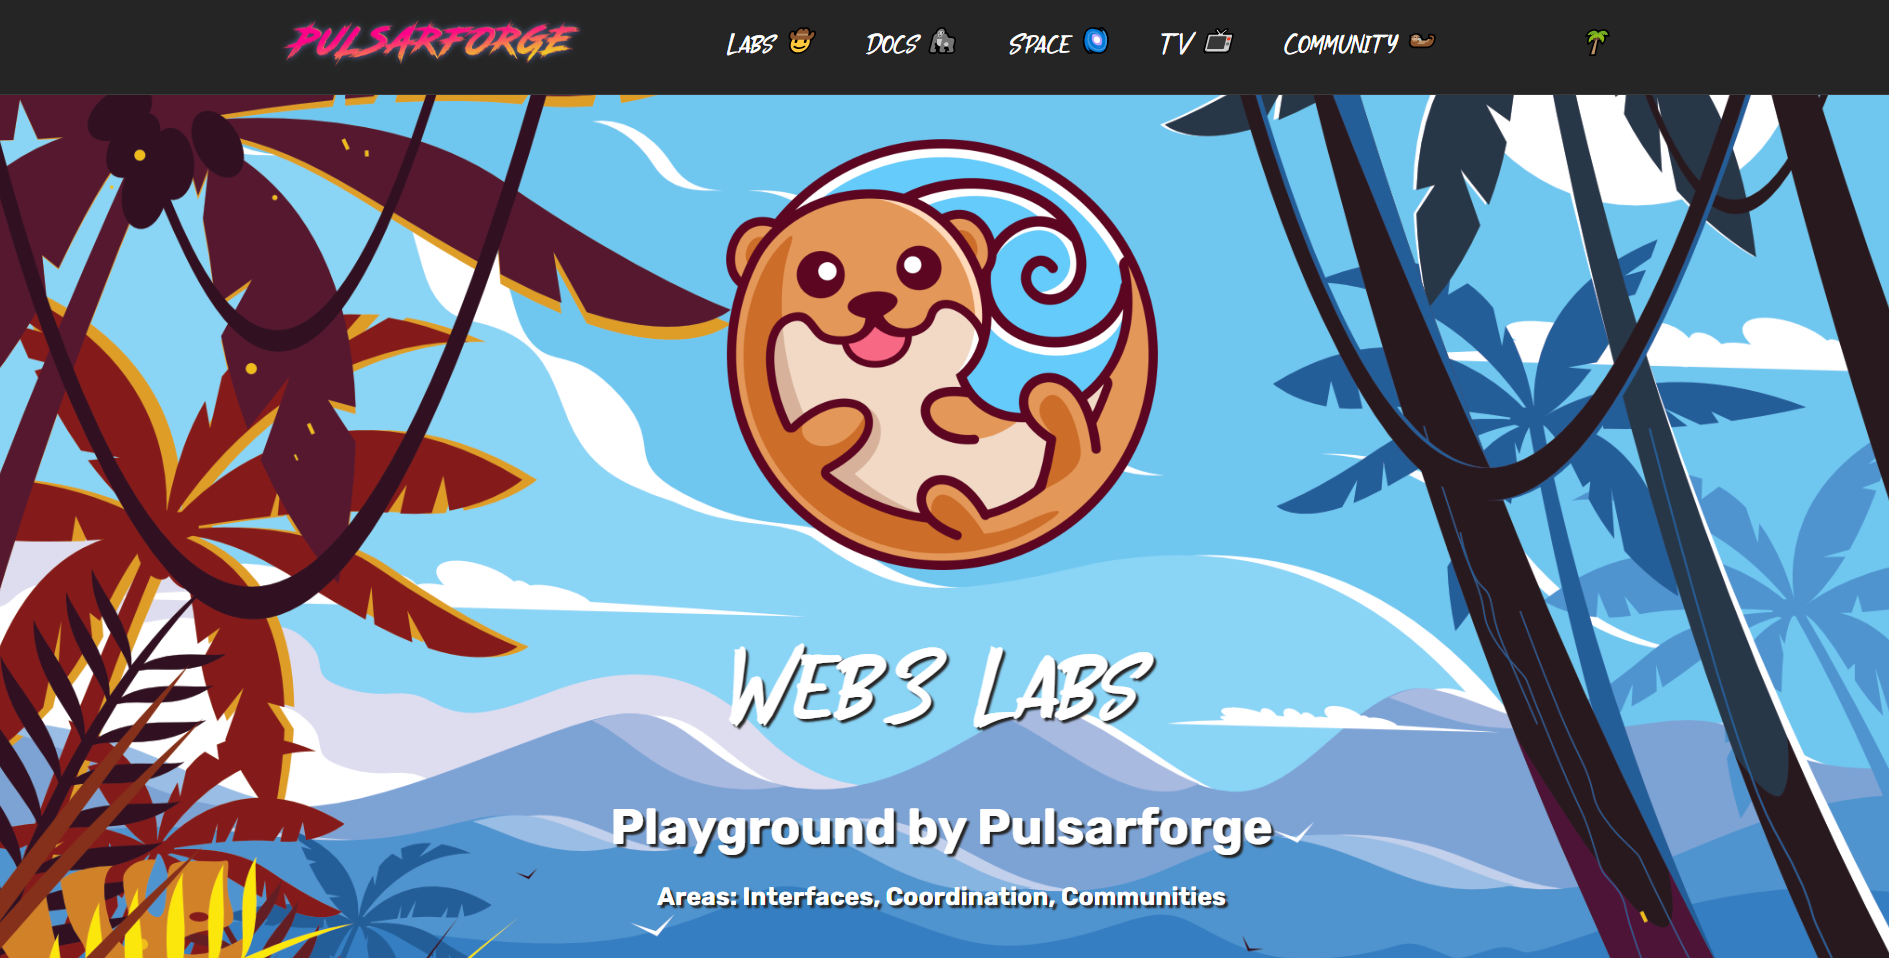 PULSARFORGE
LABS
DOCS
SPACE
TV
COMMUNITY
WEB3 LABS
Playground by Pulsarforge
Areas: Interfaces, Coordination, Communities